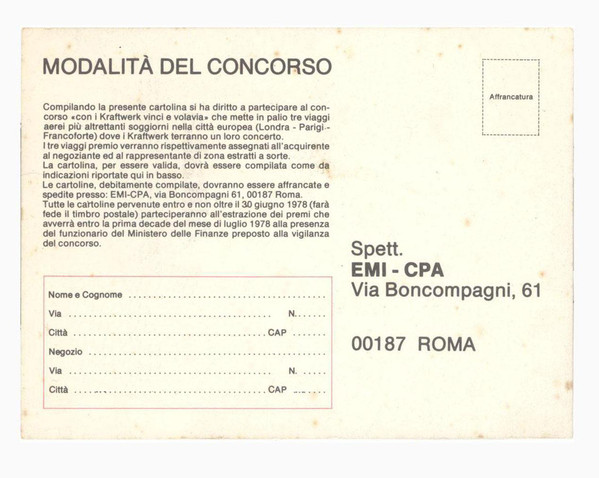 MODALITÀ DEL CONCORSO
Affrancatura
Compilando la presente cartolina si ha diritto a partecipare al con-
corso «con i Kraftwerk vinci e volavia» che mette in palio tre viaggi
aerei più altrettanti soggiorni nella città europea (Londra - Parigi -
Francoforte) dove i Kraftwerk terranno un loro concerto.
I tre viaggi premio verranno rispettivamente assegnati all'acquirente
al negoziante ed al rappresentante di zona estratti a sorte.
La cartolina, per essere valida, dovrà essere compilata come da
indicazioni riportate qui in basso.
Le cartoline, debitamente compilate, dovranno essere affrancate e
spedite presso: EMI-CPA, via Boncompagni 61, 00187 Roma.
Tutte le cartoline pervenute entro e non oltre il 30 giugno 1978 (farà
fede il timbro postale) parteciperanno all'estrazione dei premi che
avverrà entro la prima decade del mese di luglio 1978 alla presenza
del funzionario del Ministero delle Finanze preposto alla vigilanza
del concorso.
Spett.
EMI - CPA
Via Boncompagni, 61
00187 ROMA
Nome e Cognome
Via N.
Città CAP
Negozio
Via N.
Città CAP